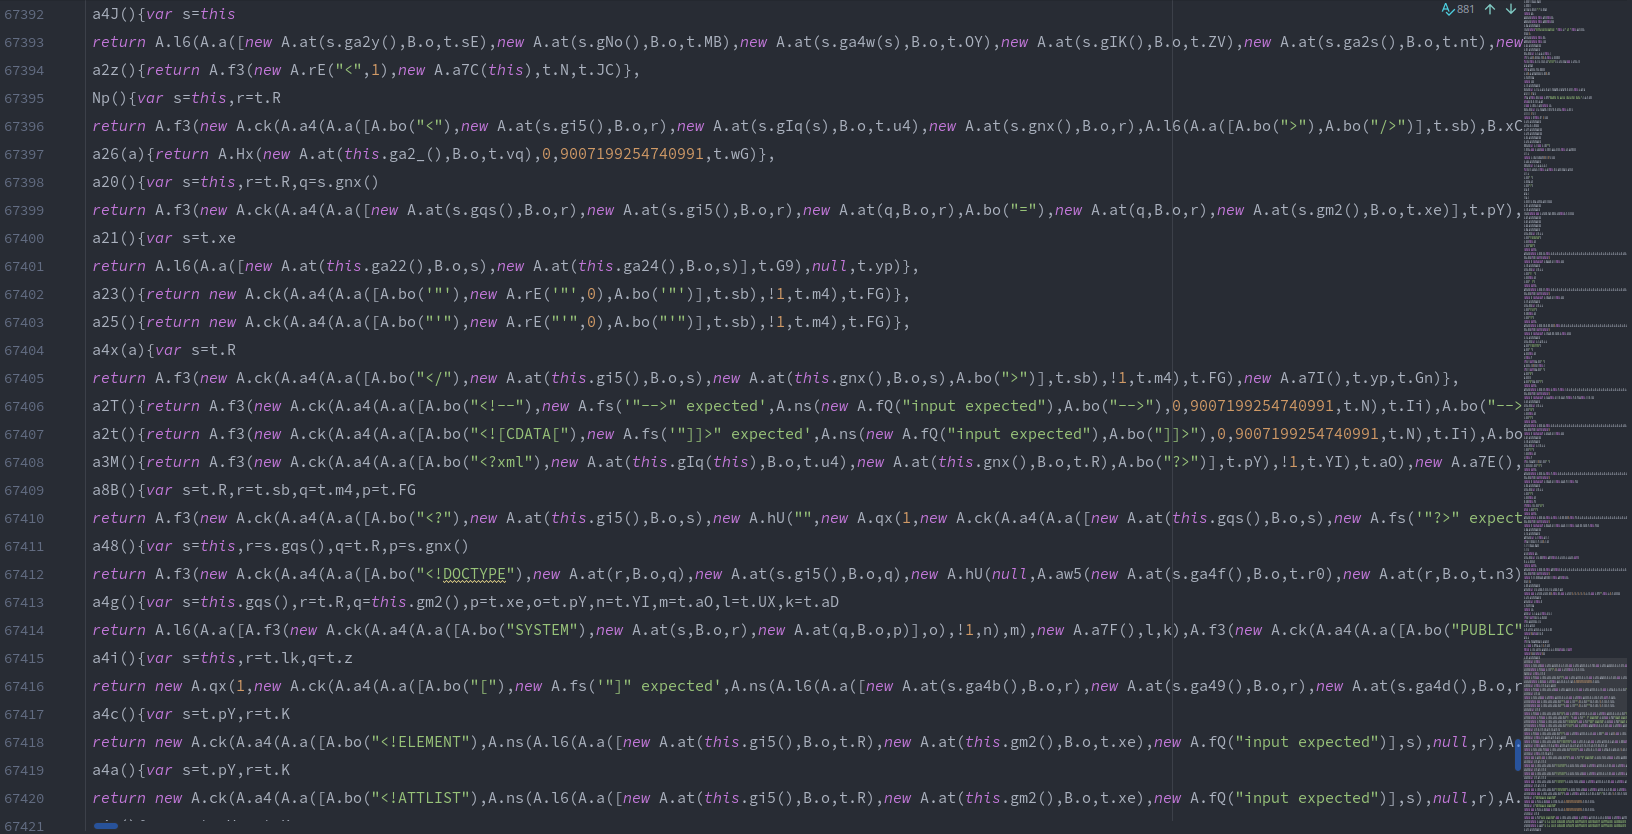 881
67392 a4J(){var s=this
67393 return A.l6(A.a([new A.at(s.ga2y(),B.o,t.sE),new A.at(s.gNo(),B.o,t.MB),new A.at(s.ga4w(s),B.o,t.OY),new A.at(s.gIK(),B.o,t.ZV),new A.at(s.ga2s(),B.o,t.nt),new
67394 a2z(){return A.f3(new A.rE("<",1),new A.a7C(this),t.N,t.JC)},
67395 Np(){var s=this,r=t.R
67396 return A.f3(new A.ck(A.a4(A.a([A.bo("<"),new A.at(s.gi5(),B.o,r),new A.at(s.gIq(s),B.o,t.u4),new A.at(s.gnx(),B.o,r),A.l6(A.a([A.bo(">"),A.bo("/>")],t.sb),B.xC
67397 a26(a){return A.Hx(new A.at(this.ga2_(),B.o,t.vq),0,9007199254740991,t.wG)},
67398 a20(){var s=this,r=t.R,q=s.gnx()
67399 return A.f3(new A.ck(A.a4(A.a([new A.at(s.gqs(),B.o,r),new A.at(s.gi5(),B.o,r),new A.at(q,B.o,r),A.bo("="),new A.at(q,B.o,r),new A.at(s.gm2(),B.o,t.xe)],t.pY),
67400 a21(){var s=t.xe
67401 return A.l6(A.a([new A.at(this.ga22(),B.o,s),new A.at(this.ga24(),B.o,s)],t.G9),null,t.yp)},
67402 a23(){return new A.ck(A.a4(A.a([A.bo('"'),new A.rE('"',0),A.bo('"')],t.sb),!1,t.m4),t.FG)},
67403 a25(){return new A.ck(A.a4(A.a([A.bo("'"),new A.rE("'",0),A.bo("'")],t.sb),!1,t.m4),t.FG)},
67404 a4x(a){var s=t.R
67405 return A.f3(new A.ck(A.a4(A.a([A.bo("</"),new A.at(this.gi5(),B.o,s),new A.at(this.gnx(),B.o,s),A.bo(">")],t.sb),!1,t.m4),t.FG),new A.a7I(),t.yp,t.Gn)},
67406 a2T(){return A.f3(new A.ck(A.a4(A.a([A.bo("<!--"),new A.fs('"-->" expected',A.ns(new A.fQ("input expected"),A.bo("-->"),0,9007199254740991,t.N),t.Ii),A.bo("-->
67407 a2t(){return A.f3(new A.ck(A.a4(A.a([A.bo("<![CDATA["),new A.fs('"]]>" expected',A.ns(new A.fQ("input expected"),A.bo("]]>"),0,9007199254740991,t.N),t.Ii),A.bo
67408 a3M(){return A.f3(new A.ck(A.a4(A.a([A.bo("<?xml"),new A.at(this.gIq(this),B.o,t.u4),new A.at(this.gnx(),B.o,t.R),A.bo("?>")],t.pY),!1,t.YI),t.aO),new A.a7E(),
67409 a8B(){var s=t.R,r=t.sb,q=t.m4,p=t.FG
67410 return A.f3(new A.ck(A.a4(A.a([A.bo("<?"),new A.at(this.gi5(),B.o,s),new A.hU("",new A.qx(1,new A.ck(A.a4(A.a([new A.at(this.gqs(),B.o,s),new A.fs('"?>" expect
67411 a48(){var s=this,r=s.gqs(),q=t.R,p=s.gnx()
67412 return A.f3(new A.ck(A.a4(A.a([A.bo("<!DOCTYPE"),new A.at(r,B.o,q),new A.at(s.gi5(),B.o,q),new A.hU(null,A.aw5(new A.at(s.ga4f(),B.o,t.r0),new A.at(r,B.o,t.n3)
67413 a4g(){var s=this.gqs(),r=t.R,q=this.gm2(),p=t.xe,o=t.pY,n=t.YI,m=t.aO,l=t.UX,k=t.aD
67414 return A.l6(A.a([A.f3(new A.ck(A.a4(A.a([A.bo("SYSTEM"),new A.at(s,B.o,r),new A.at(q,B.o,p)],o),!1,n),m),new A.a7F(),l,k),A.f3(new A.ck(A.a4(A.a([A.bo("PUBLIC"
67415 a4i(){var s=this,r=t.lk,q=t.z
67416 return new A.qx(1,new A.ck(A.a4(A.a([A.bo("["),new A.fs('"]" expected',A.ns(A.l6(A.a([new A.at(s.ga4b(),B.o,r),new A.at(s.ga49(),B.o,r),new A.at(s.ga4d(),B.o,r
67417 a4c(){var s=t.pY,r=t.K
67418 return new A.ck(A.a4(A.a([A.bo("<!ELEMENT"),A.ns(A.l6(A.a([new A.at(this.gi5(),B.o,t.R),new A.at(this.gm2(),B.o,t.xe),new A.fQ("input expected")],s),null,r),A
67419 a4a(){var s=t.pY,r=t.K
67420 return new A.ck(A.a4(A.a([A.bo("<!ATTLIST"),A.ns(A.l6(A.a([new A.at(this.gi5(),B.o,t.R),new A.at(this.gm2(),B.o,t.xe),new A.fQ("input expected")],s),null,r),A.
67421